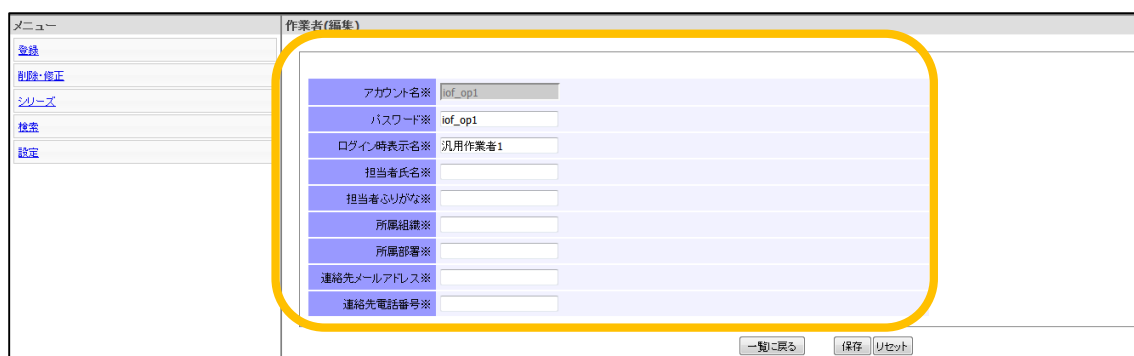 メニュー
登録
削除・修正
シリーズ
検索
設定
作業者(編集)
アカウント名※ iof_op1
パスワード※ iof_op1
ログイン時表示名※ 汎用作業者1
担当者氏名※
担当者ふりがな※
所属組織※
所属部署※
連絡先メールアドレス※
連絡先電話番号※
一覧に戻る 保存 リセット